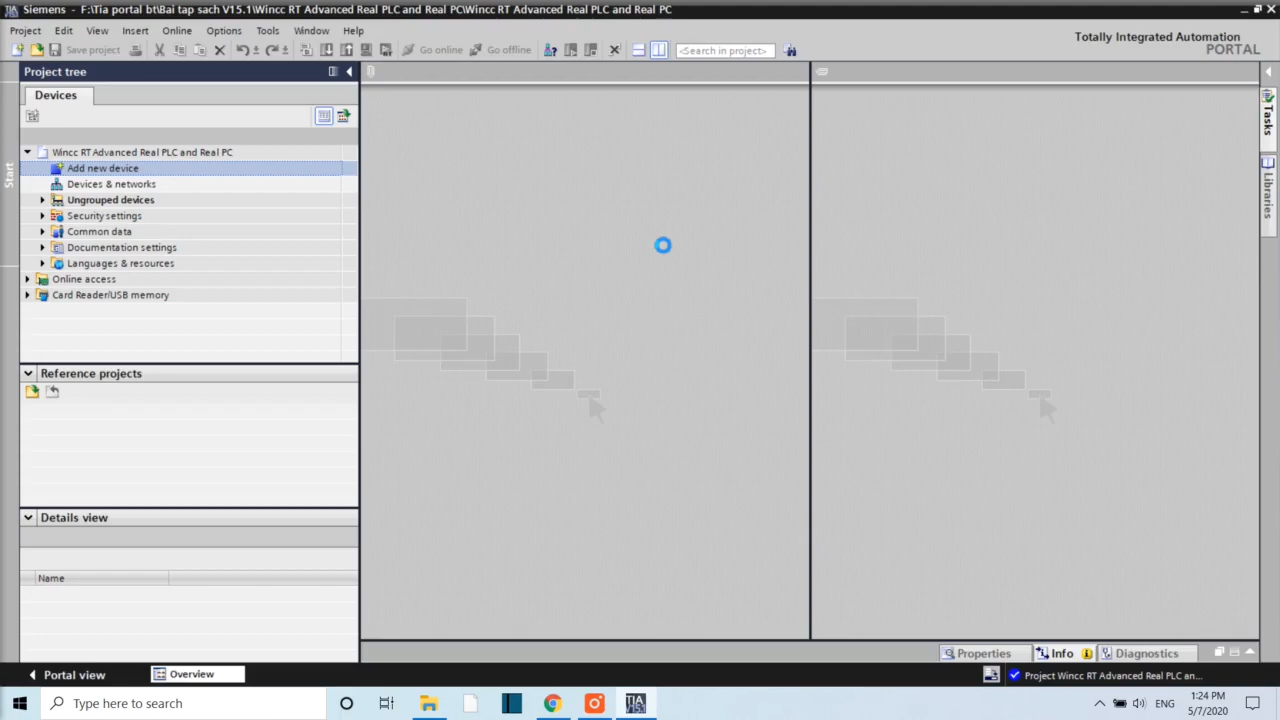 Siemens - F:\Tia portal bt\Bai tap sach V15.1\Wincc RT Advanced Real PLC and Real PC\Wincc RT Advanced Real PLC and Real PC
Project Edit View Insert Online Options Tools Window Help
Totally Integrated Automation
PORTAL
Save project
Go online
Go offline
<Search in project>
Project tree
Devices
Start
Wincc RT Advanced Real PLC and Real PC
Add new device
Devices & networks
Ungrouped devices
Security settings
Common data
Documentation settings
Languages & resources
Online access
Card Reader/USB memory
Reference projects
Details view
Name
Tasks
Libraries
Properties
Info
Diagnostics
Portal view
Overview
Project Wincc RT Advanced Real PLC an...
Type here to search
ENG
1:24 PM
5/7/2020